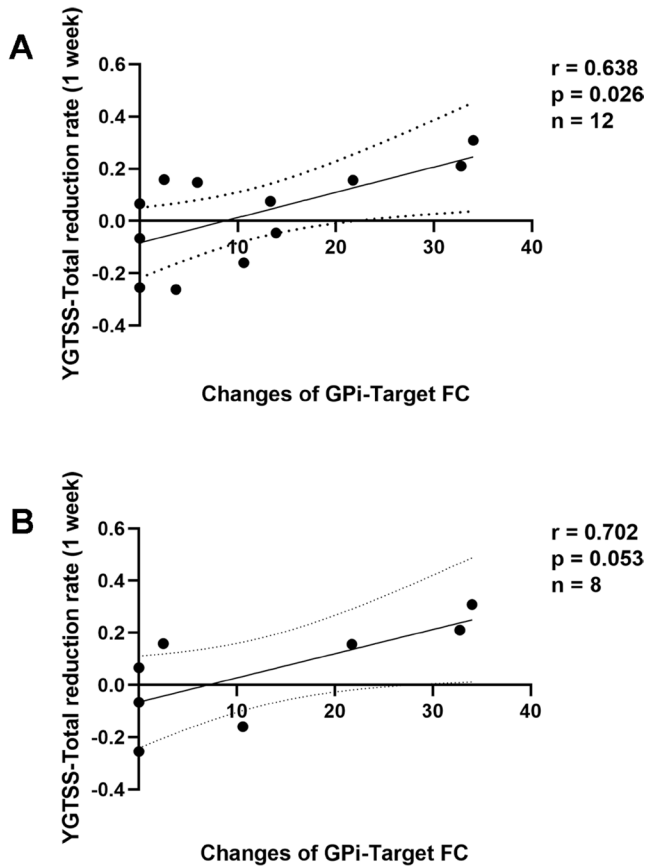 A
YGTSS-Total reduction rate (1 week)
0.6
0.4
0.2
0.0
-0.2
-0.4
10
20
30
40
Changes of GPi-Target FC
r = 0.638
p = 0.026
n = 12
B
YGTSS-Total reduction rate (1 week)
0.6
0.4
0.2
0.0
-0.2
-0.4
10
20
30
40
Changes of GPi-Target FC
r = 0.702
p = 0.053
n = 8